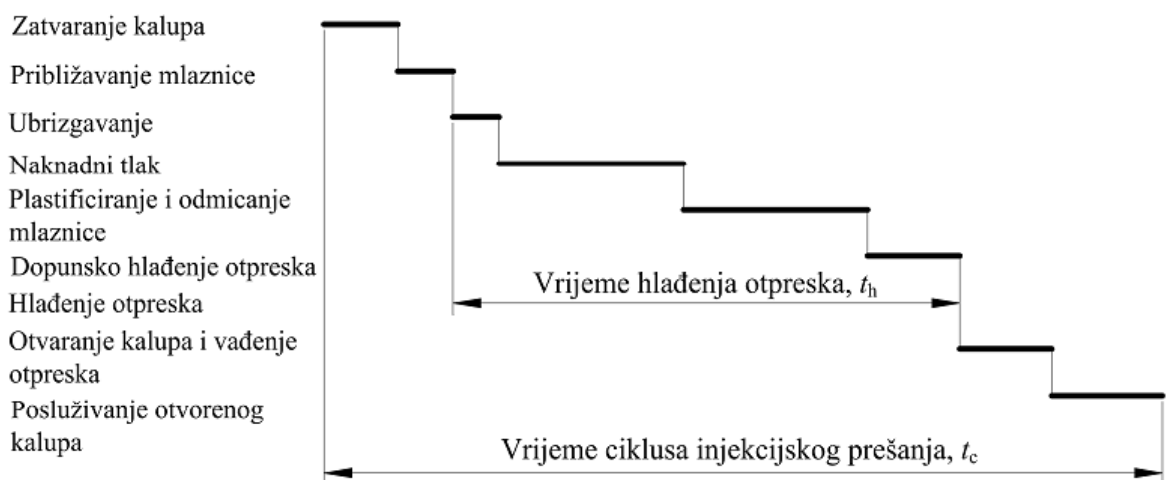 Zatvaranje kalupa
Približavanje mlaznice
Ubrizgavanje
Naknadni tlak
Plastificiranje i odmicanje
mlaznice
Dopunsko hlađenje otpreska
Hlađenje otpreska
Vrijeme hlađenja otpreska, th
Otvaranje kalupa i vađenje
otpreska
Posluživanje otvorenog
kalupa
Vrijeme ciklusa injekcijskog prešanja, tc